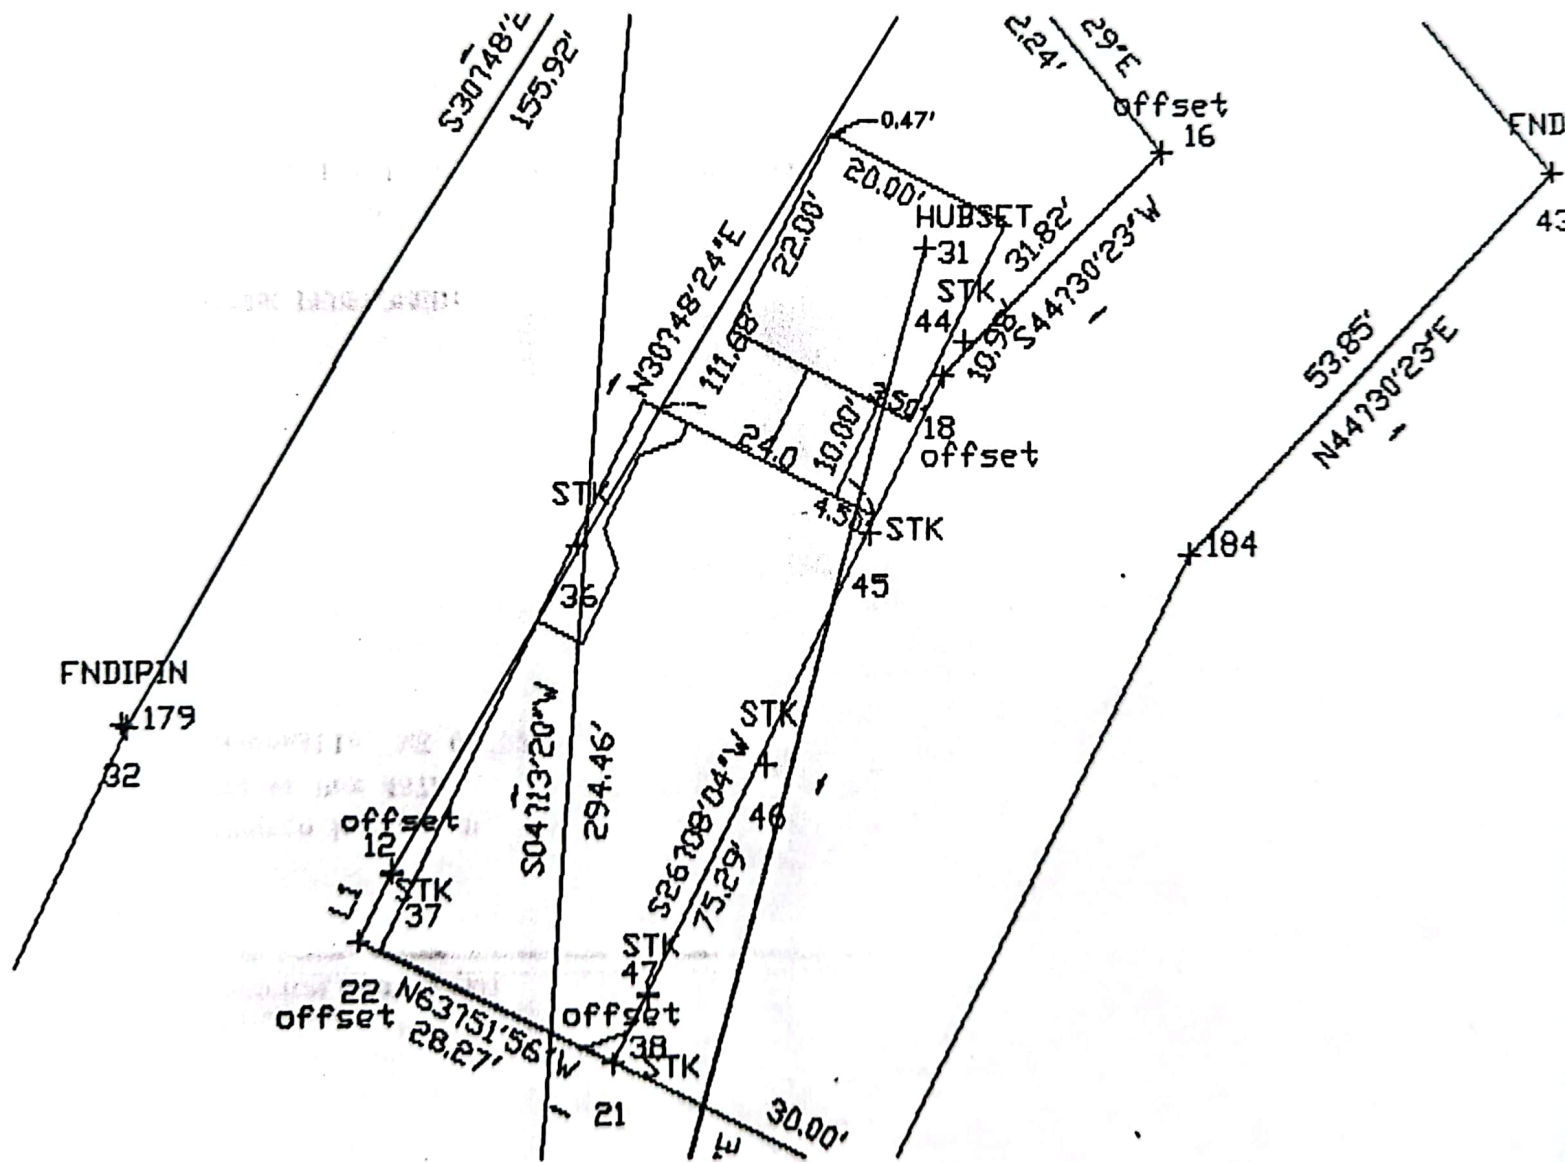 S30?48'2
155.92'
2.24'
29"E
offset
16
FND
43
0.47'
20.00'
22.00'
HUBSET
31
31.82'
S44?30'23"W
STK
44
10.98'
N30?48'24"E
111.68'
53.85'
N44?30'23"E
3.50'
18
offset
24.0
10.00'
4.50'
STK
36
STK
45
184
FNDIPIN
179
32
S04?13'20"W
294.46'
STK
46
S26?08'04"W
75.29'
offset
12
STK
37
L1
STK
47
22
offset
N63?51'56"W
28.27'
offset
38
STK
21
30.00'
"E